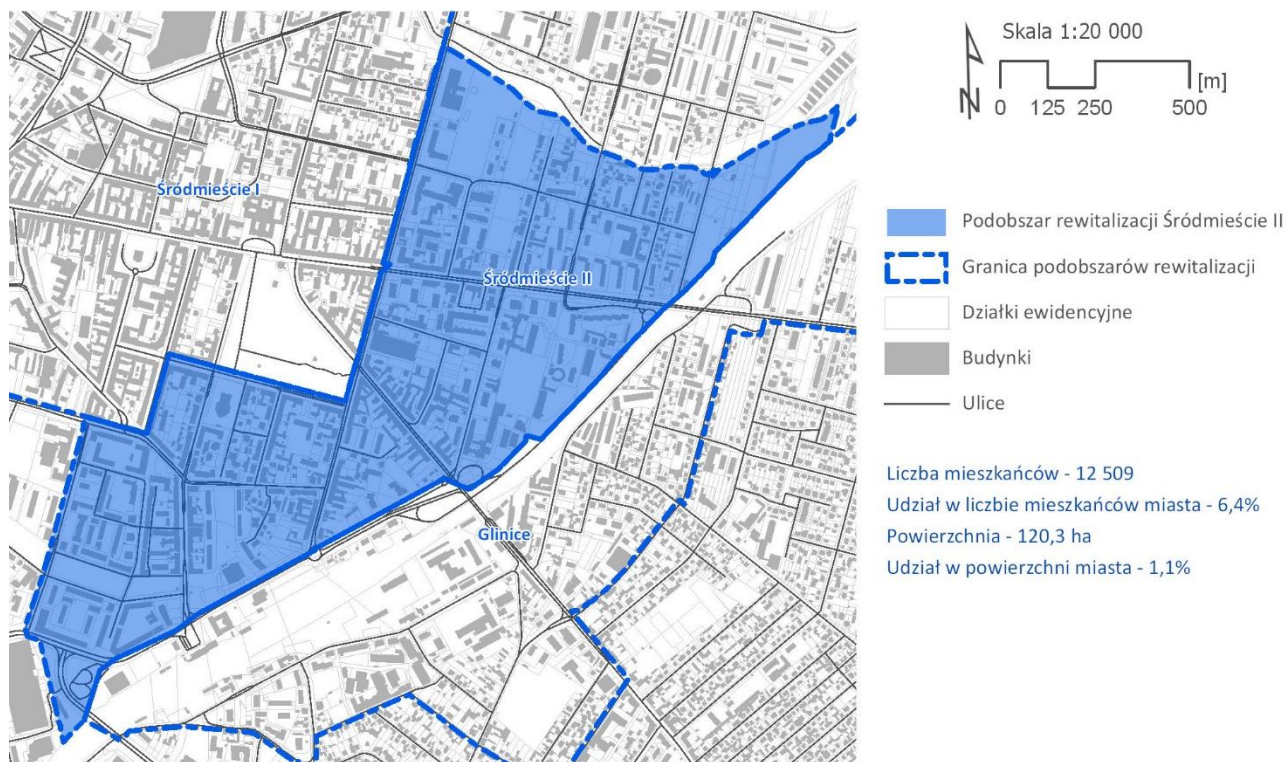 Śródmieście I
Śródmieście II
Glinice
N
Skala 1:20 000
[m]
0 125 250 500
Podobszar rewitalizacji Śródmieście II
Granica podobszarów rewitalizacji
Działki ewidencyjne
Budynki
Ulice
Liczba mieszkańców - 12 509
Udział w liczbie mieszkańców miasta - 6,4%
Powierzchnia - 120,3 ha
Udział w powierzchni miasta - 1,1%